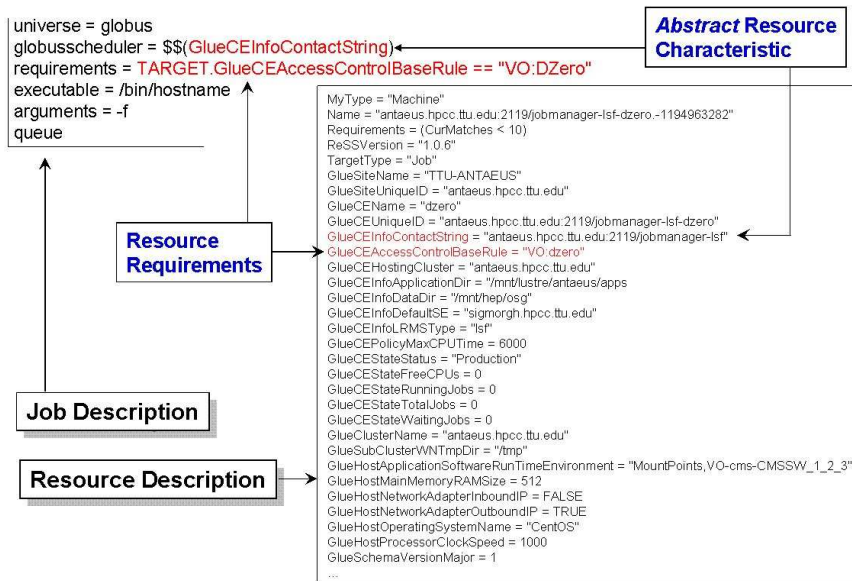 universe = globus
globusscheduler = $$(GlueCEInfoContactString)
requirements = TARGET.GlueCEAccessControlBaseRule == "VO:DZero"
executable = /bin/hostname
arguments = -f
queue
Abstract Resource
Characteristic
MyType = "Machine"
Name = "antaeus.hpcc.ttu.edu:2119/jobmanager-lsf-dzero.-1194963282"
Requirements = (CurMatches < 10)
ReSSVersion = "1.0.6"
TargetType = "Job"
GlueSiteName = "TTU-ANTAEUS"
GlueSiteUniqueID = "antaeus.hpcc.ttu.edu"
GlueCEName = "dzero"
GlueCEUniqueID = "antaeus.hpcc.ttu.edu:2119/jobmanager-lsf-dzero"
GlueCEInfoContactString = "antaeus.hpcc.ttu.edu:2119/jobmanager-lsf"
GlueCEAccessControlBaseRule = "VO:dzero"
GlueCEHostingCluster = "antaeus.hpcc.ttu.edu"
GlueCEInfoApplicationDir = "/mnt/lustre/antaeus/apps
GlueCEInfoDataDir = "/mnt/hep/osg"
GlueCEInfoDefaultSE = "sigmorgh.hpcc.ttu.edu"
GlueCEInfoLRMSType = "lsf"
GlueCEPolicyMaxCPUTime = 6000
GlueCEStateStatus = "Production"
GlueCEStateFreeCPUs = 0
GlueCEStateRunningJobs = 0
GlueCEStateTotalJobs = 0
GlueCEStateWaitingJobs = 0
GlueClusterName = "antaeus.hpcc.ttu.edu"
GlueSubClusterWNTmpDir = "/tmp"
GlueHostApplicationSoftwareRunTimeEnvironment = "MountPoints,VO-cms-CMSSW_1_2_3"
GlueHostMainMemoryRAMSize = 512
GlueHostNetworkAdapterInboundIP = FALSE
GlueHostNetworkAdapterOutboundIP = TRUE
GlueHostOperatingSystemName = "CentOS"
GlueHostProcessorClockSpeed = 1000
GlueSchemaVersionMajor = 1
...
Resource
Requirements
Job Description
Resource Description